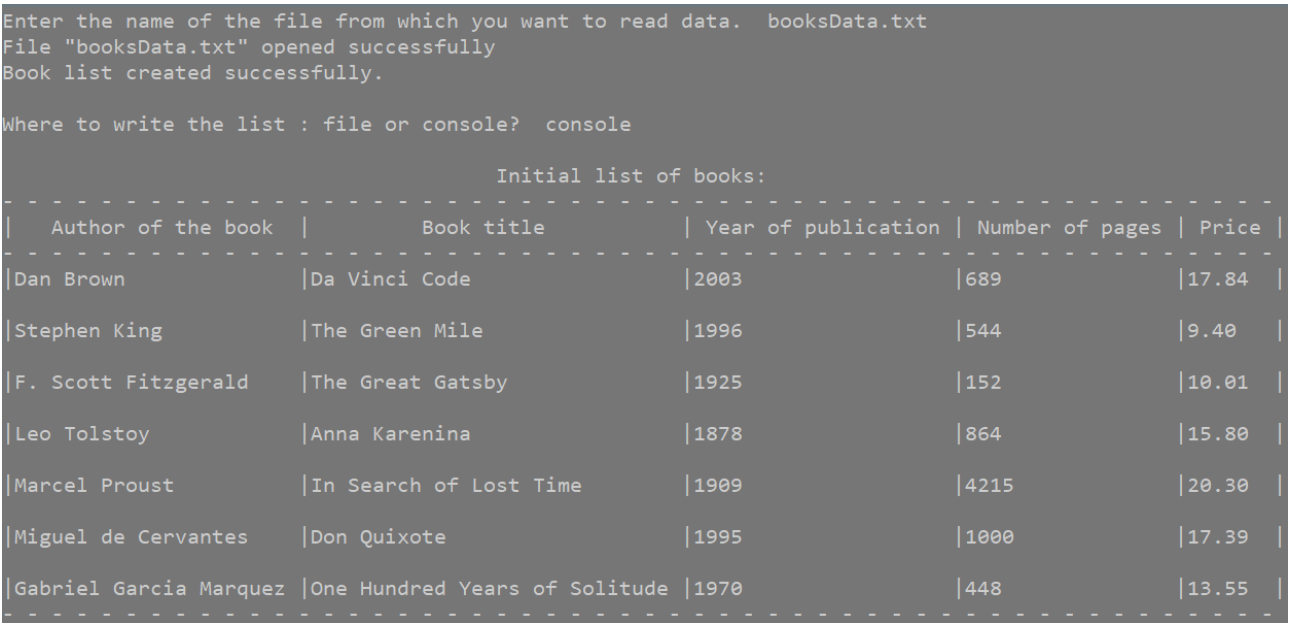 Enter the name of the file from which you want to read data.  booksData.txt
File "booksData.txt" opened successfully
Book list created successfully.
Where to write the list : file or console?  console
Initial list of books:
- - - - - - - - - - - - - - - - - - - - - - - - - - - - - - - - - - - - - - - - - - - - - - - - - - - -
|   Author of the book  |         Book title           | Year of publication | Number of pages | Price |
- - - - - - - - - - - - - - - - - - - - - - - - - - - - - - - - - - - - - - - - - - - - - - - - - - - -
|Dan Brown              |Da Vinci Code                 |2003                 |689              |17.84  |
|Stephen King           |The Green Mile                |1996                 |544              |9.40   |
|F. Scott Fitzgerald    |The Great Gatsby              |1925                 |152              |10.01  |
|Leo Tolstoy            |Anna Karenina                 |1878                 |864              |15.80  |
|Marcel Proust          |In Search of Lost Time        |1909                 |4215             |20.30  |
|Miguel de Cervantes    |Don Quixote                   |1995                 |1000             |17.39  |
|Gabriel Garcia Marquez |One Hundred Years of Solitude |1970                 |448              |13.55  |
- - - - - - - - - - - - - - - - - - - - - - - - - - - - - - - - - - - - - - - - - - - - - - - - - - - -